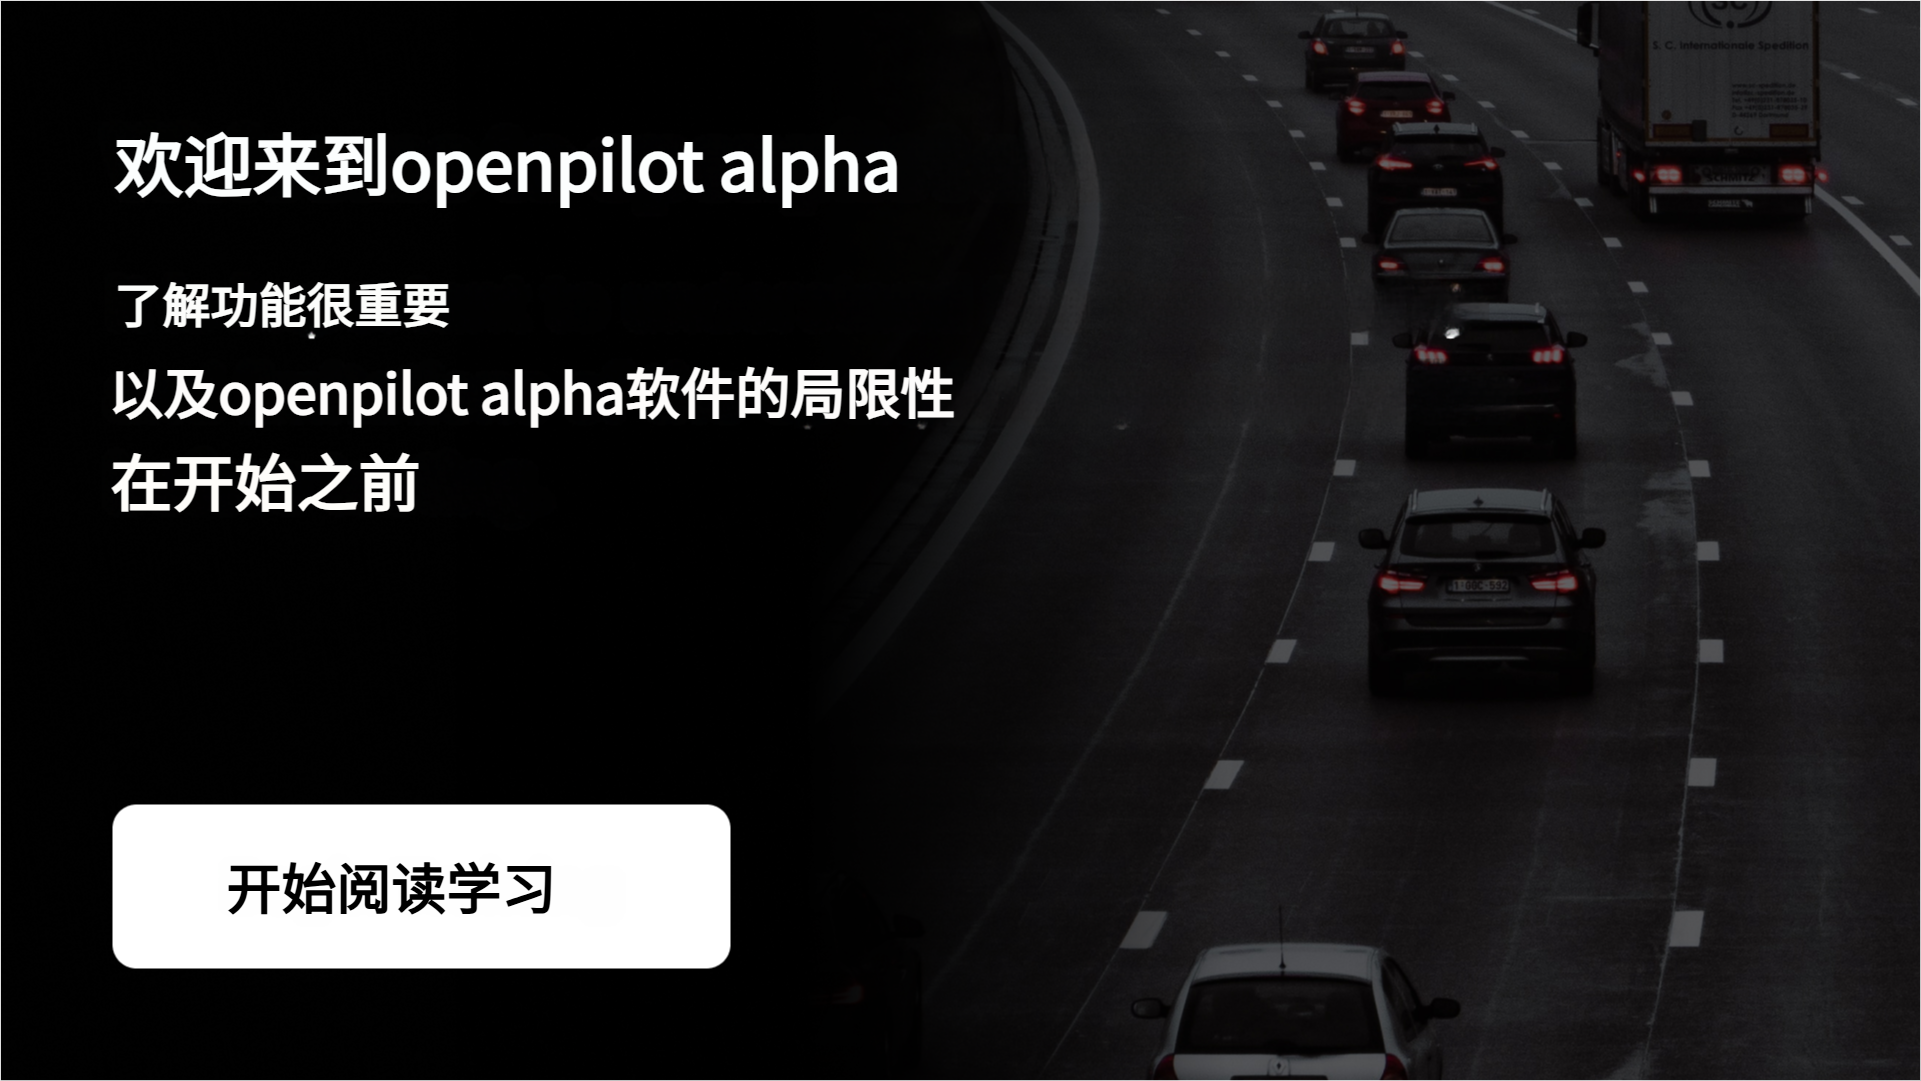 欢迎来到openpilot alpha
了解功能很重要
以及openpilot alpha软件的局限性
在开始之前
开始阅读学习
S. C. Internationale Spedition